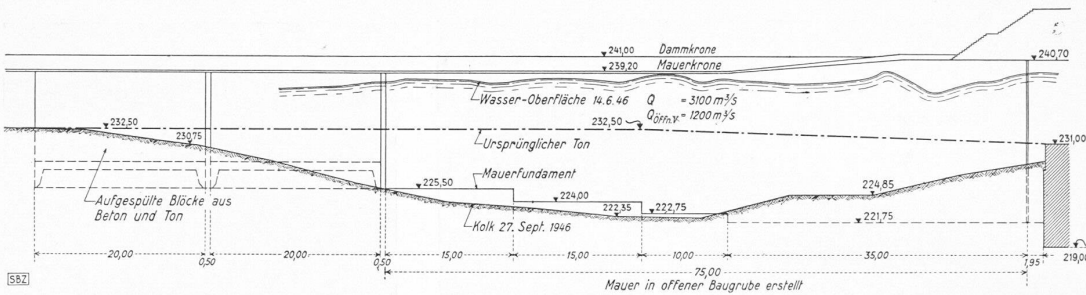 241,00 Dammkrone
239,20 Mauerkrone
240,70
Wasser-Oberfläche 14.6.46 Q = 3100 m³/s
Q Öffn.V. = 1200 m³/s
232,50
232,50
230,75
Ursprünglicher Ton
231,00
Mauerfundament
225,50
224,00
224,85
222,35
222,75
221,75
Aufgespülte Blöcke aus
Beton und Ton
Kolk 27. Sept. 1946
219,00
20,00 0,50 20,00 0,50 15,00 15,00 10,00 35,00 1,95
75,00
Mauer in offener Baugrube erstellt
SBZ